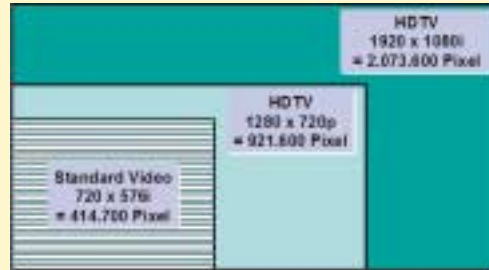 HDTV
1920 x 1080i
= 2.073.600 Pixel
HDTV
1280 x 720p
= 921.600 Pixel
Standard Video
720 x 576i
= 414.700 Pixel